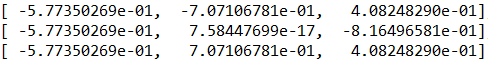 [ -5.77350269e-01,  -7.07106781e-01,   4.08248290e-01]
[ -5.77350269e-01,   7.58447699e-17,  -8.16496581e-01]
[ -5.77350269e-01,   7.07106781e-01,   4.08248290e-01]